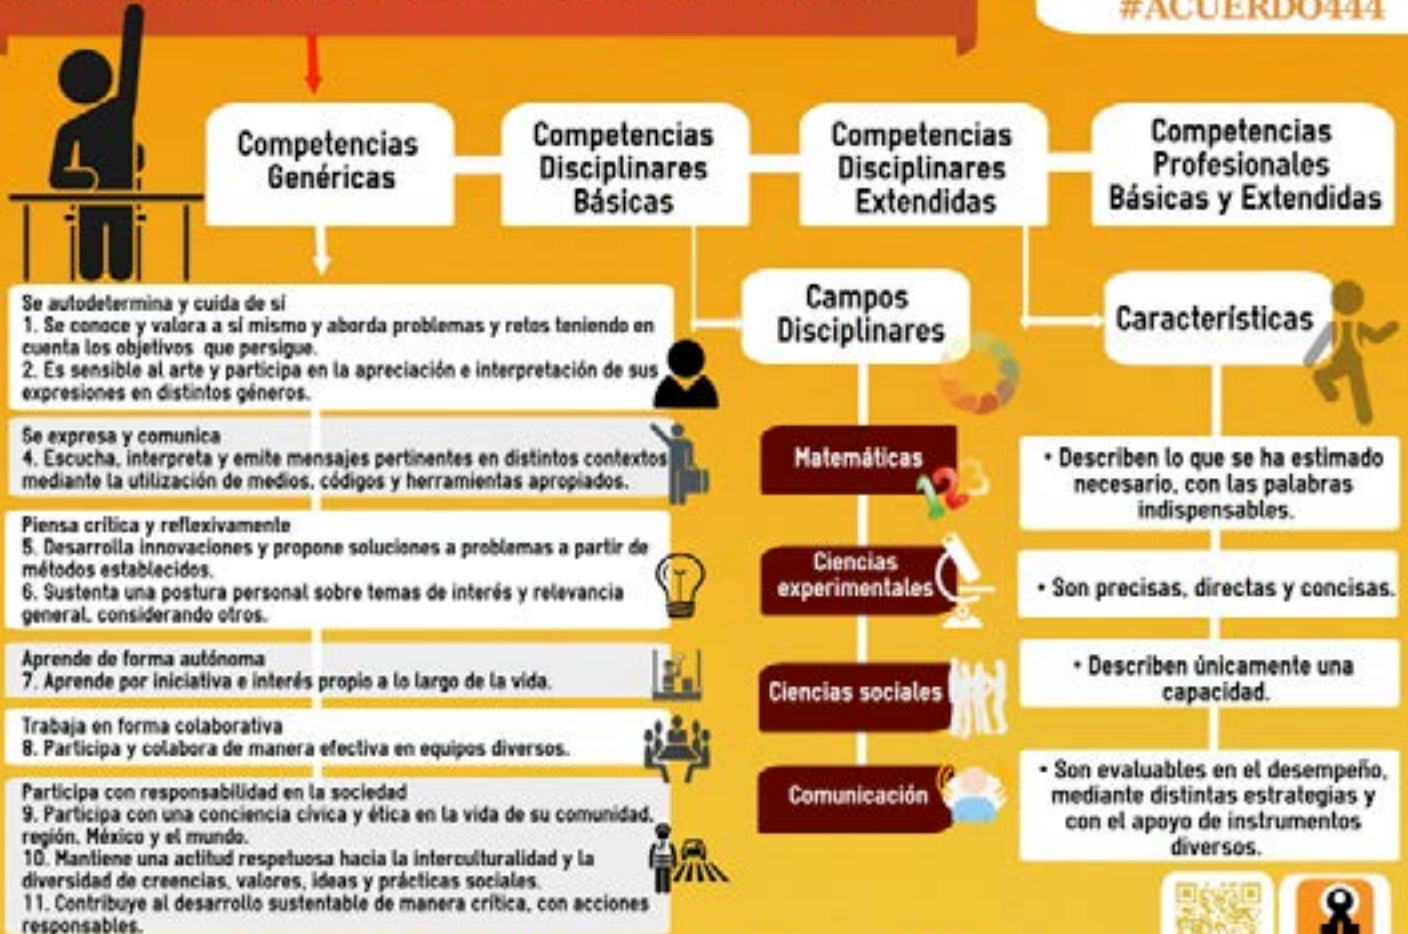 #ACUERDO444
Competencias
Genéricas
Competencias
Disciplinares
Básicas
Competencias
Disciplinares
Extendidas
Competencias
Profesionales
Básicas y Extendidas
Se autodetermina y cuida de sí
1. Se conoce y valora a sí mismo y aborda problemas y retos teniendo en
cuenta los objetivos que persigue.
2. Es sensible al arte y participa en la apreciación e interpretación de sus
expresiones en distintos géneros.
Se expresa y comunica
4. Escucha, interpreta y emite mensajes pertinentes en distintos contextos
mediante la utilización de medios, códigos y herramientas apropiados.
Piensa crítica y reflexivamente
5. Desarrolla innovaciones y propone soluciones a problemas a partir de
métodos establecidos.
6. Sustenta una postura personal sobre temas de interés y relevancia
general, considerando otros.
Aprende de forma autónoma
7. Aprende por iniciativa e interés propio a lo largo de la vida.
Trabaja en forma colaborativa
8. Participa y colabora de manera efectiva en equipos diversos.
Participa con responsabilidad en la sociedad
9. Participa con una conciencia cívica y ética en la vida de su comunidad,
región, México y el mundo.
10. Mantiene una actitud respetuosa hacia la interculturalidad y la
diversidad de creencias, valores, ideas y prácticas sociales.
11. Contribuye al desarrollo sustentable de manera crítica, con acciones
responsables.
Campos
Disciplinares
Matemáticas
123
Ciencias
experimentales
Ciencias sociales
Comunicación
Características
• Describen lo que se ha estimado
necesario, con las palabras
indispensables.
• Son precisas, directas y concisas.
• Describen únicamente una
capacidad.
• Son evaluables en el desempeño,
mediante distintas estrategias y
con el apoyo de instrumentos
diversos.